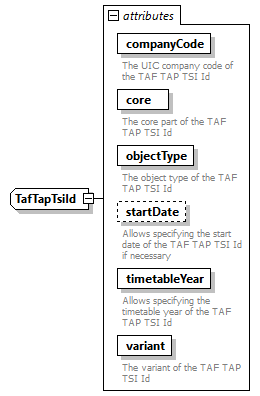 attributes
companyCode
The UIC company code of
the TAF TAP TSI Id
core
The core part of the TAF
TAP TSI Id
objectType
The object type of the TAF
TAP TSI Id
TafTapTsiId
startDate
Allows specifying the start
date of the TAF TAP TSI Id
if necessary
timetableYear
Allows specifying the
timetable year of the TAF
TAP TSI Id
variant
The variant of the TAF TAP
TSI Id